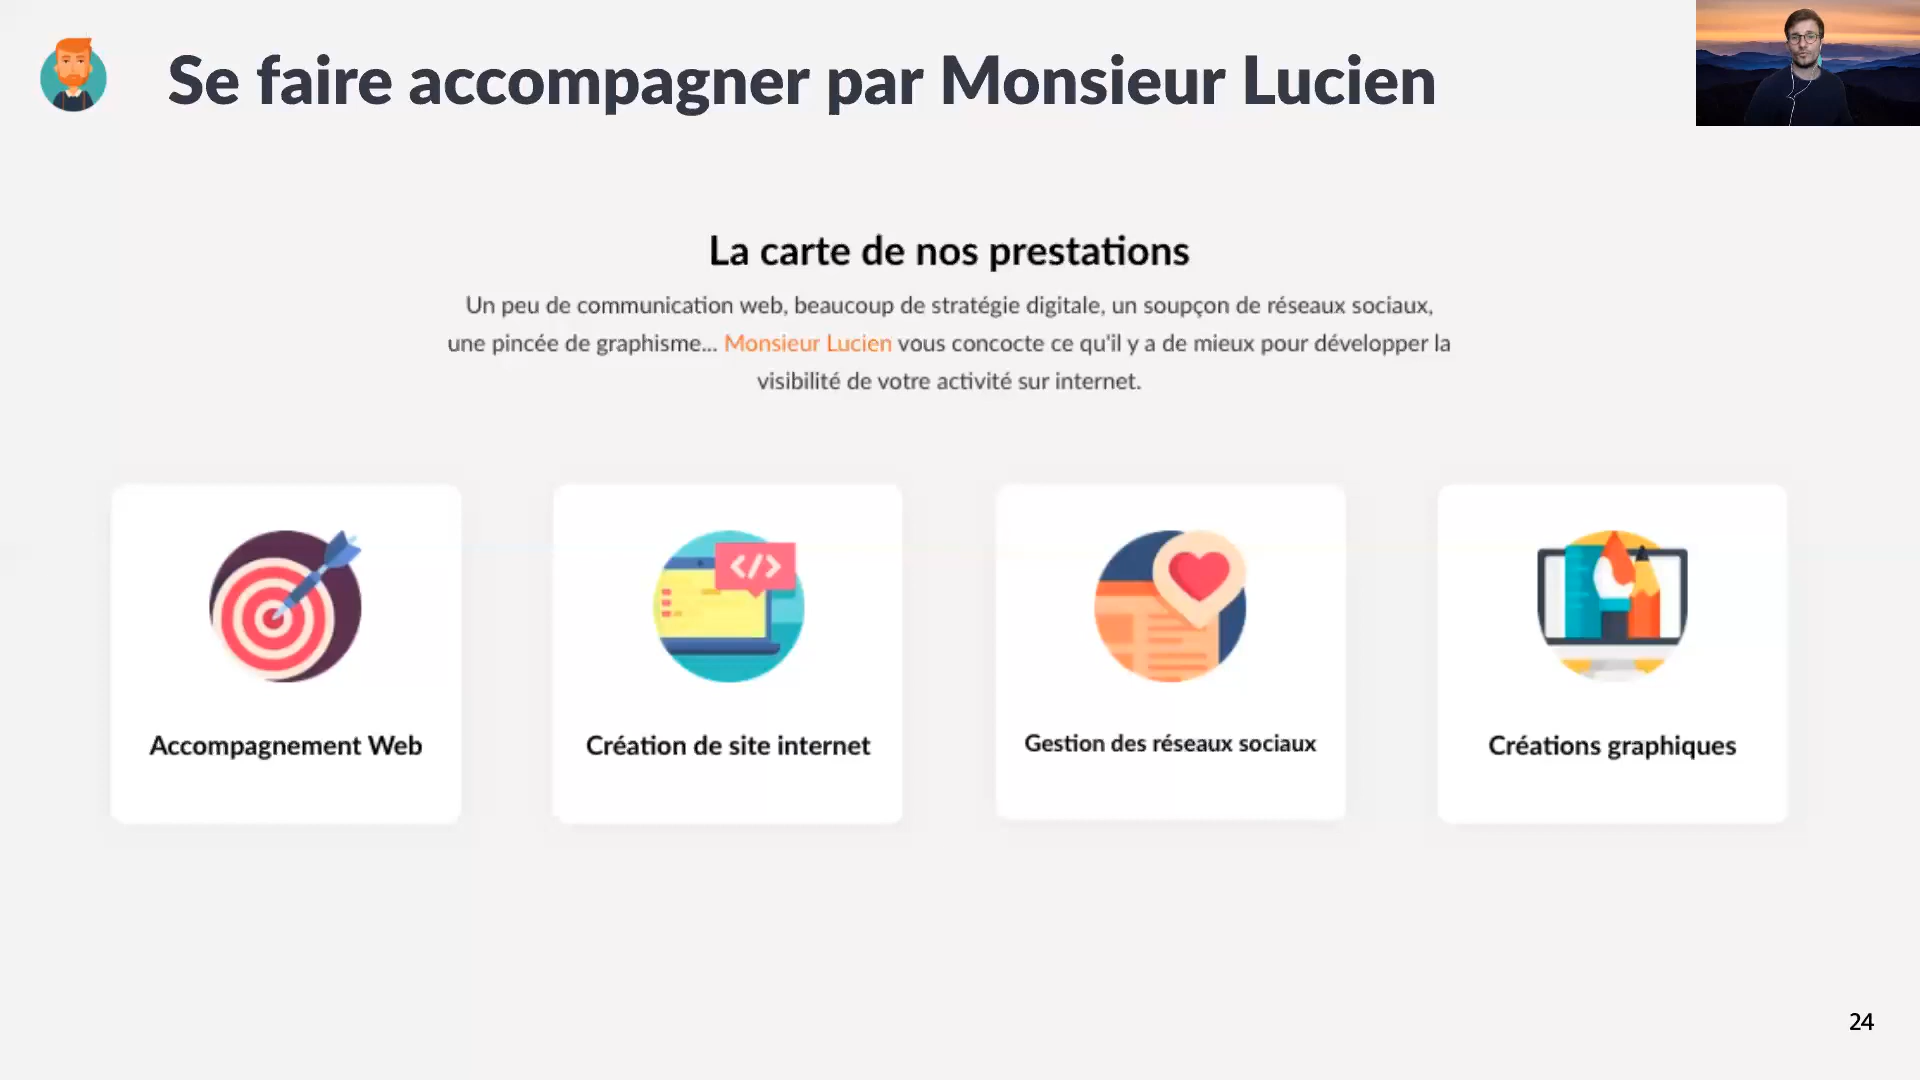 Se faire accompagner par Monsieur Lucien
La carte de nos prestations
Un peu de communication web, beaucoup de stratégie digitale, un soupçon de réseaux sociaux,
une pincée de graphisme... Monsieur Lucien vous concocte ce qu'il y a de mieux pour développer la
visibilité de votre activité sur internet.
</>
Accompagnement Web
Création de site internet
Gestion des réseaux sociaux
Créations graphiques
24